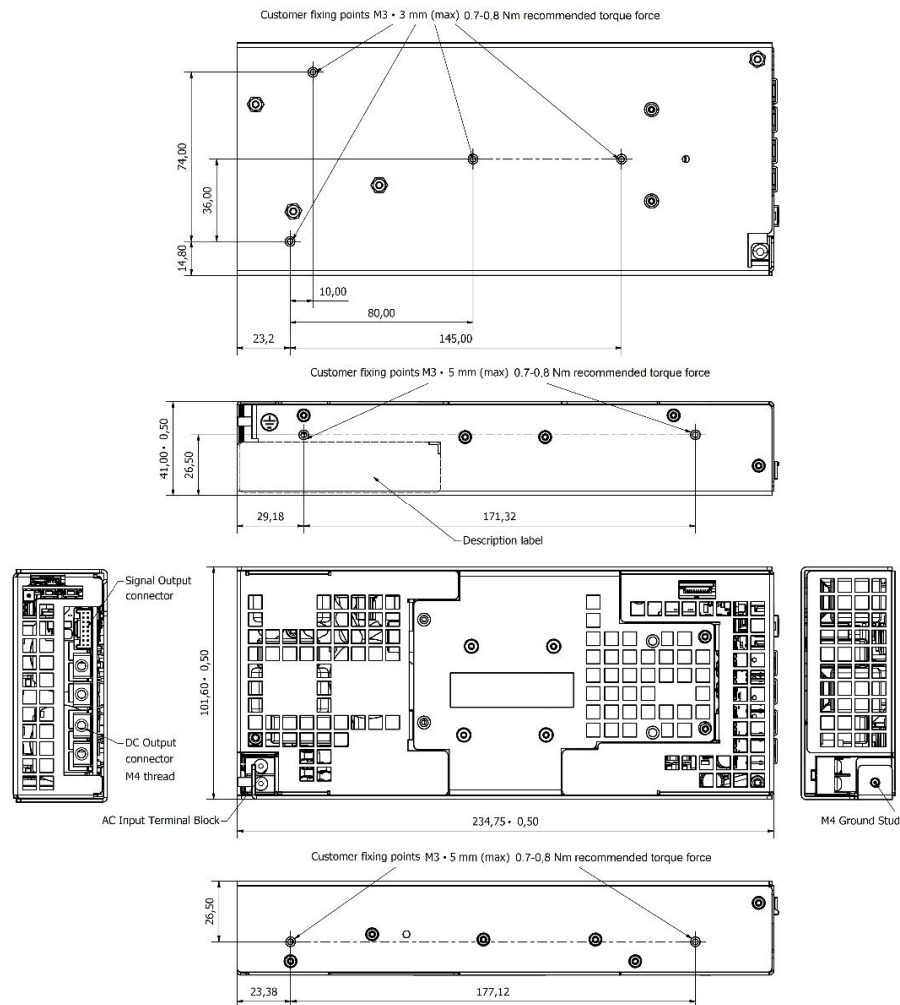 Customer fixing points M3 • 3 mm (max) 0.7-0,8 Nm recommended torque force
74,00
36,00
14,80
10,00
80,00
23,2
145,00
Customer fixing points M3 • 5 mm (max) 0.7-0,8 Nm recommended torque force
41,00 • 0,50
26,50
29,18
171,32
Description label
Signal Output
connector
101,60 • 0,50
DC Output
connector
M4 thread
AC Input Terminal Block
234,75 • 0,50
M4 Ground Stud
Customer fixing points M3 • 5 mm (max) 0.7-0,8 Nm recommended torque force
26,50
23,38
177,12